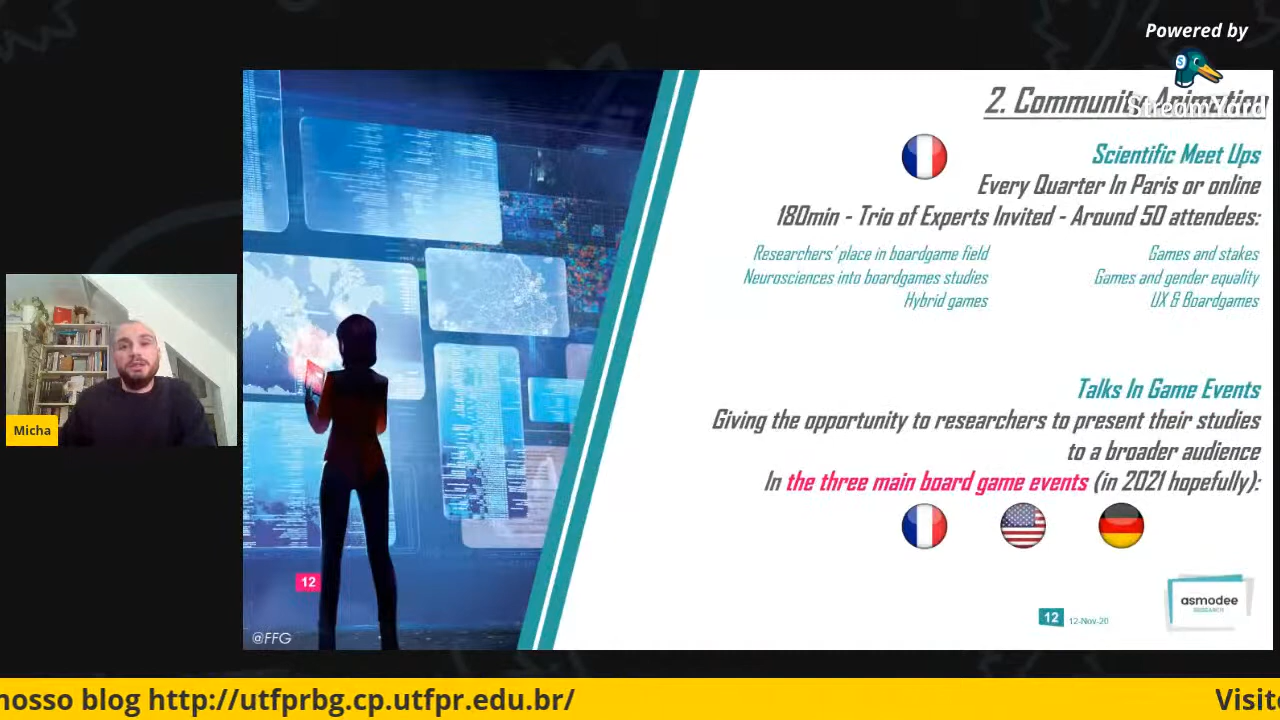 Powered by
StreamYard
2. Community Animation
Scientific Meet Ups
Every Quarter In Paris or online
180min - Trio of Experts Invited - Around 50 attendees:
Researchers' place in boardgame field
Neurosciences into boardgames studies
Hybrid games
Games and stakes
Games and gender equality
UX & Boardgames
Talks In Game Events
Giving the opportunity to researchers to present their studies
to a broader audience
In the three main board game events (in 2021 hopefully):
Micha
12
@FFG
12
12-Nov-20
asmodee
RESEARCH
nosso blog http://utfprbg.cp.utfpr.edu.br/
Visite